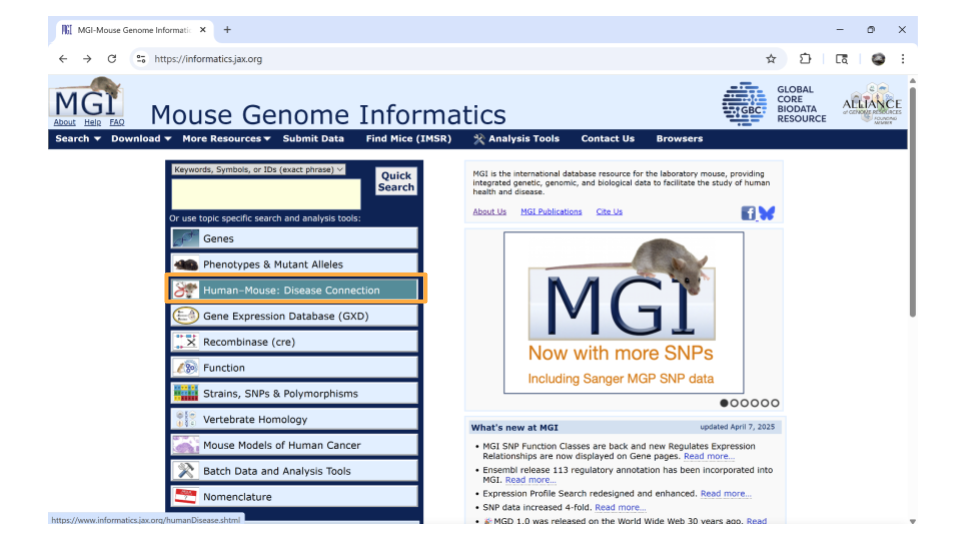 MGI MGI-Mouse Genome Informatic
https://informatics.jax.org
MGI
About Help FAQ
Mouse Genome Informatics
GBC
GLOBAL
CORE
BIODATA
RESOURCE
ALLIANCE
of GENOME RESOURCES
FOUNDING
MEMBER
Search Download More Resources Submit Data Find Mice (IMSR) Analysis Tools Contact Us Browsers
Keywords, Symbols, or IDs (exact phrase)
Quick
Search
Or use topic specific search and analysis tools:
Genes
Phenotypes & Mutant Alleles
Human–Mouse: Disease Connection
Gene Expression Database (GXD)
Recombinase (cre)
Function
Strains, SNPs & Polymorphisms
Vertebrate Homology
Mouse Models of Human Cancer
Batch Data and Analysis Tools
Nomenclature
https://www.informatics.jax.org/humanDisease.shtml
MGI is the international database resource for the laboratory mouse, providing
integrated genetic, genomic, and biological data to facilitate the study of human
health and disease.
About Us MGI Publications Cite Us
MGI
Now with more SNPs
Including Sanger MGP SNP data
What's new at MGI updated April 7, 2025
• MGI SNP Function Classes are back and new Regulates Expression
Relationships are now displayed on Gene pages. Read more...
• Ensembl release 113 regulatory annotation has been incorporated into
MGI. Read more...
• Expression Profile Search redesigned and enhanced. Read more...
• SNP data increased 4-fold. Read more...
• MGD 1.0 was released on the World Wide Web 30 years ago. Read